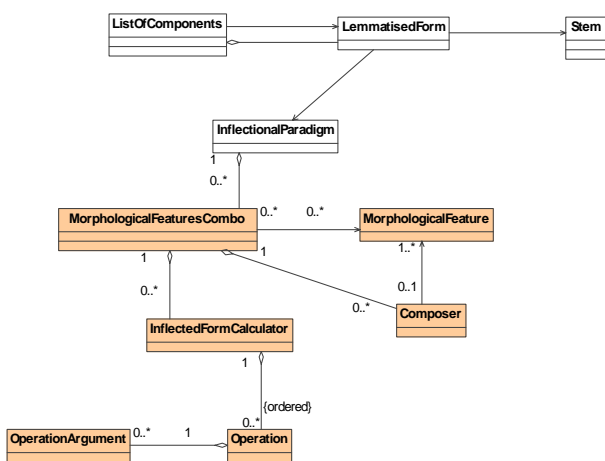 ListOfComponents
LemmatisedForm
Stem
InflectionalParadigm
1
0..*
MorphologicalFeaturesCombo
0..*
0..*
MorphologicalFeature
1
1
1..*
0..*
0..1
0..*
Composer
InflectedFormCalculator
1
{ordered}
0..*
OperationArgument
0..*
1
Operation